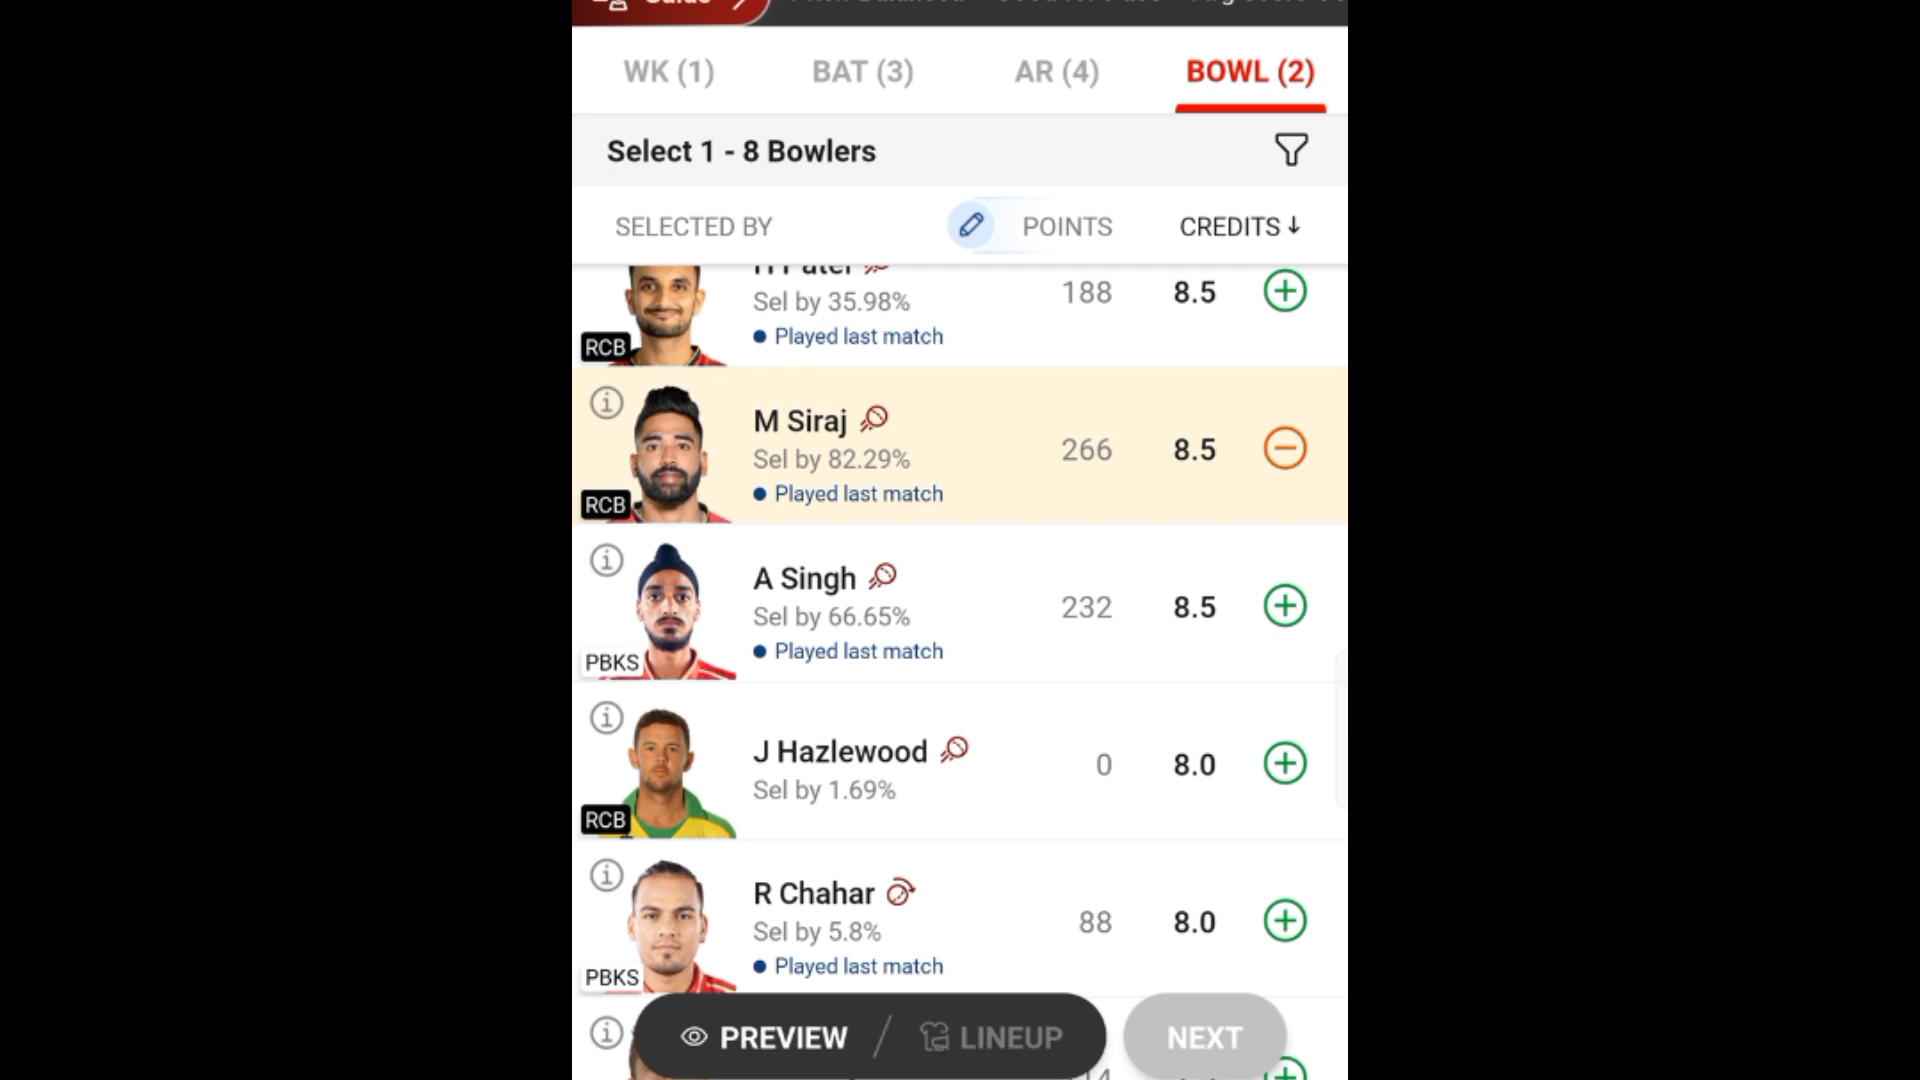 WK (1) BAT (3) AR (4) BOWL (2)
Select 1 - 8 Bowlers
SELECTED BY POINTS CREDITS↓
H Patel
Sel by 35.98% 188 8.5
Played last match
RCB
M Siraj
Sel by 82.29% 266 8.5
Played last match
RCB
A Singh
Sel by 66.65% 232 8.5
Played last match
PBKS
J Hazlewood
Sel by 1.69% 0 8.0
RCB
R Chahar
Sel by 5.8% 88 8.0
Played last match
PBKS
PREVIEW / LINEUP NEXT